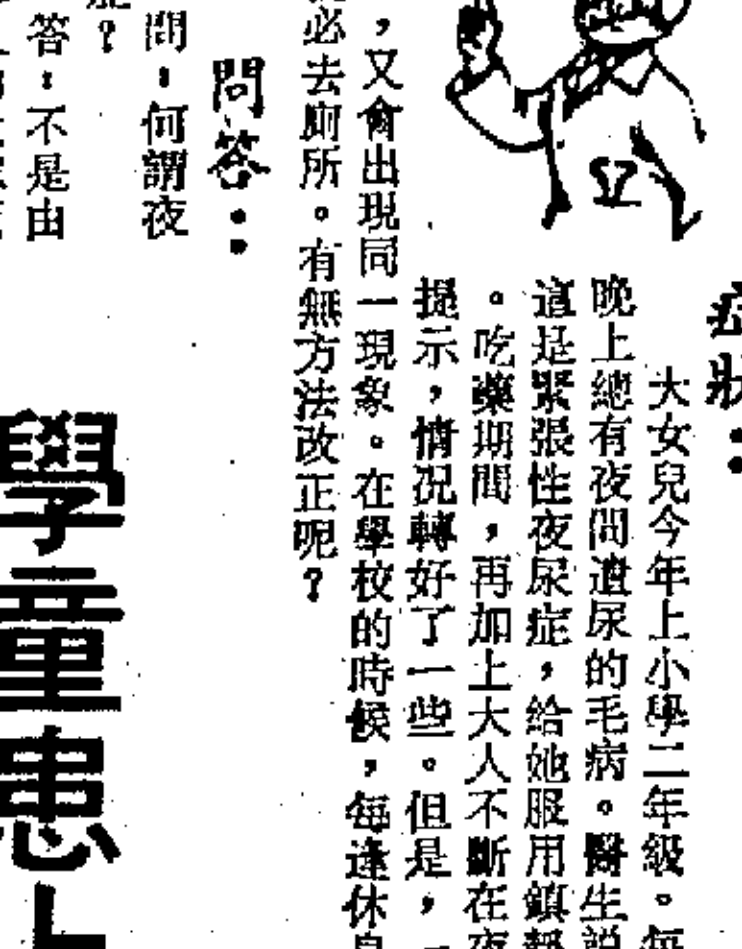 症狀：
大女兒今年上小學二年級。每
晚上總有夜間遺尿的毛病。醫生說
這是緊張性夜尿症，給她服用鎮靜
。吃藥期間，再加上大人不斷在夜
提示，情況轉好了一些。但是，一
，又會出現同一現象。在學校的時候，每逢休息
必去廁所。有無方法改正呢？
問答：
問：何謂夜
？
答：不是由
學童患上